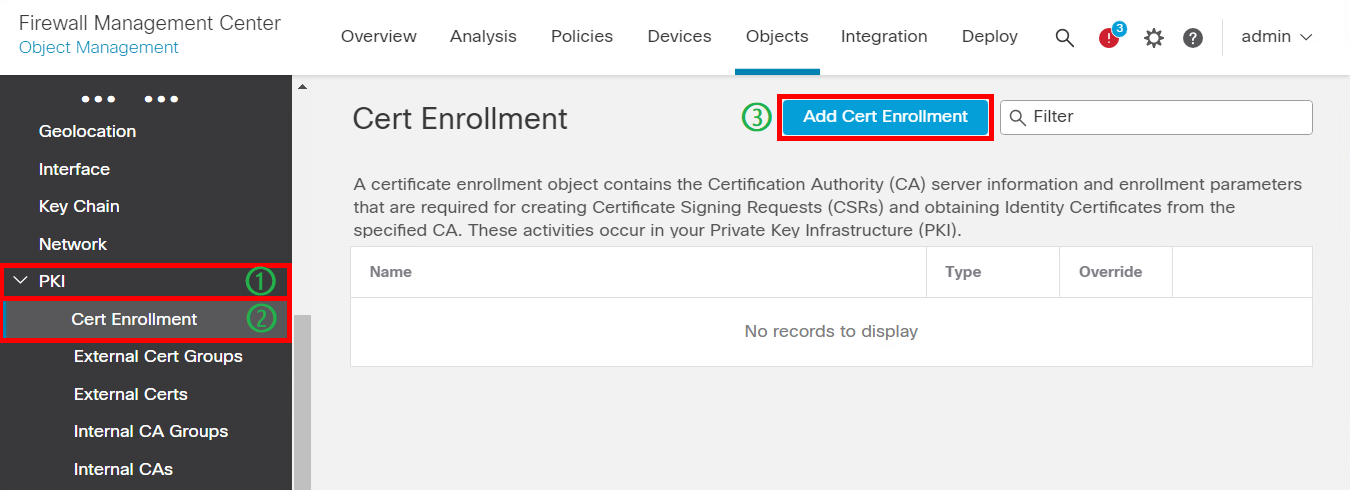 Firewall Management Center
Object Management
Overview Analysis Policies Devices Objects Integration Deploy 3 admin
Geolocation
Interface
Key Chain
Network
PKI 1
Cert Enrollment 2
External Cert Groups
External Certs
Internal CA Groups
Internal CAs
Cert Enrollment 3 Add Cert Enrollment Filter
A certificate enrollment object contains the Certification Authority (CA) server information and enrollment parameters
that are required for creating Certificate Signing Requests (CSRs) and obtaining Identity Certificates from the
specified CA. These activities occur in your Private Key Infrastructure (PKI).
Name Type Override
No records to display